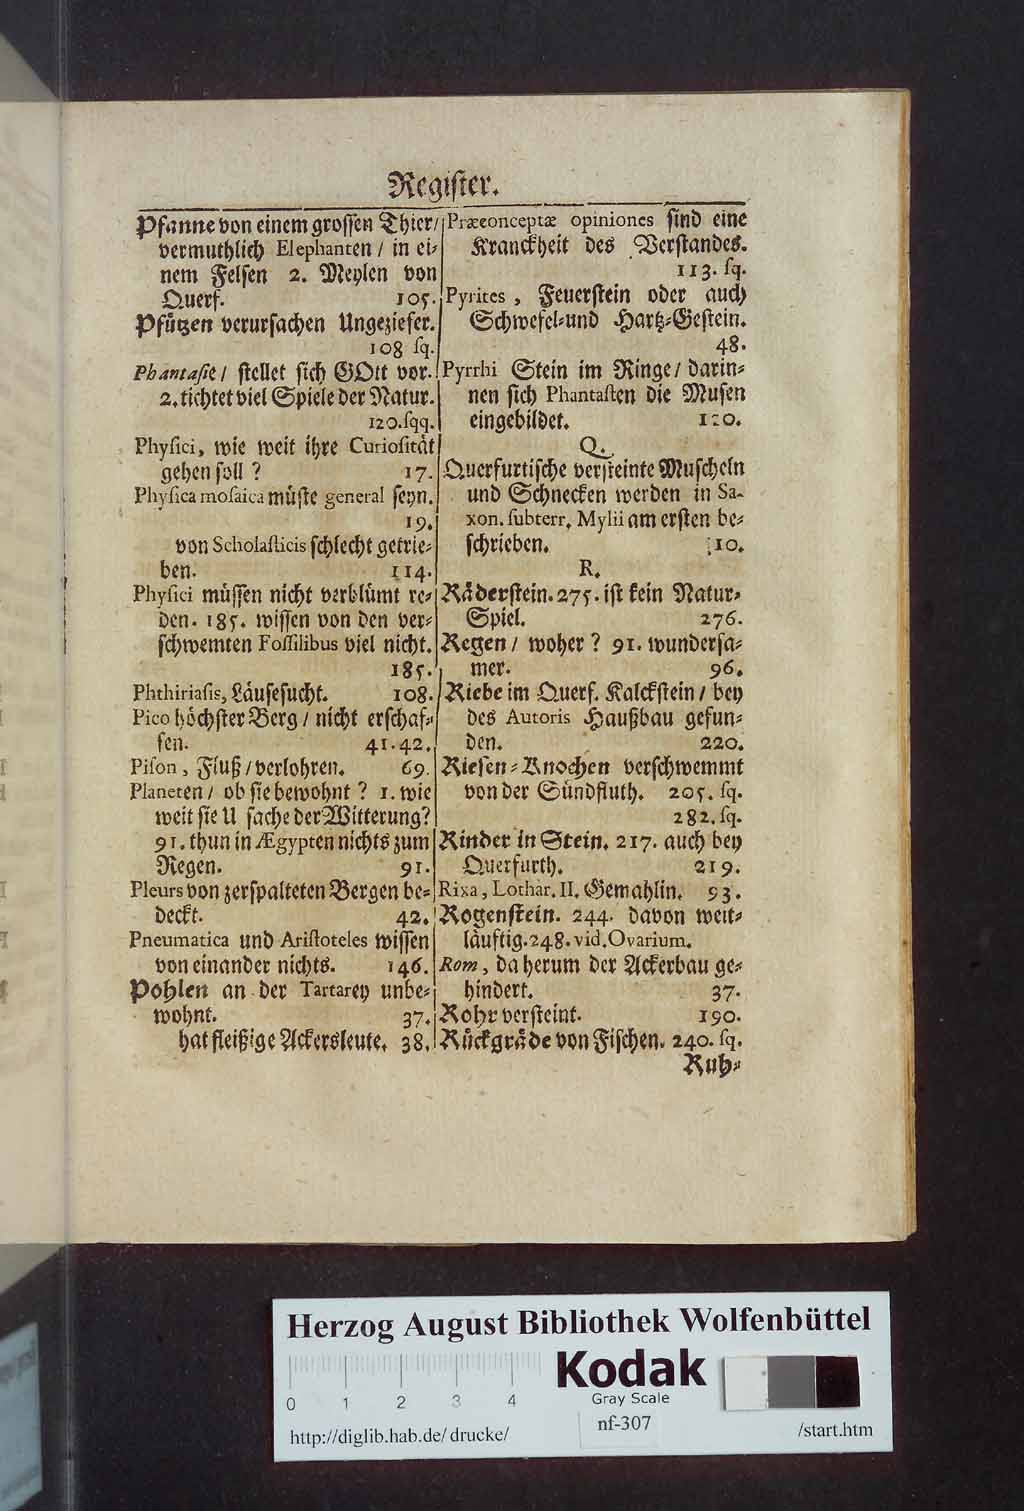 Register.
Pfanne von einem grossen Thier/
vermuthlich Elephanten / in ei-
nem Felsen 2. Meylen von
Querf. 105.
Pfützen verursachen Ungeziefer.
108 sq.
Phantasie / stellet sich GOtt vor.
2. tichtet viel Spiele der Natur.
120. sqq.
Physici, wie weit ihre Curiosität
gehen soll ? 17.
Physica mosaica müste general seyn.
19.
von Scholasticis schlecht getrie-
ben. 114.
Physici müssen nicht verblümt re-
den. 185. wissen von den ver-
schwemten Fossilibus viel nicht.
185.
Phthiriasis, Läusesucht. 108.
Pico höchster Berg / nicht erschaf-
fen. 41. 42.
Pison, Fluß / verlohren. 69.
Planeten / ob sie bewohnt ? 1. wie
weit sie U sache der Witterung?
91. thun in Ægypten nichts zum
Regen. 91.
Pleurs von zerspalteten Bergen be-
deckt. 42.
Pneumatica und Aristoteles wissen
von einander nichts. 146.
Pohlen an der Tartarey unbe-
wohnt. 37.
hat fleißige Ackersleute. 38.
Præeonceptæ opiniones sind eine
Kranckheit des Verstandes.
113. sq.
Pyrites, Feuerstein oder auch
Schwefel-und Hartz-Gestein.
48.
Pyrrhi Stein im Ringe / darin-
nen sich Phantasten die Musen
eingebildet. 120.
Q.
Querfurtische versteinte Muscheln
und Schnecken werden in Sa-
xon. subterr. Mylii am ersten be-
schrieben. 10.
R.
Räderstein. 275. ist kein Natur-
Spiel. 276.
Regen / woher ? 91. wundersa-
mer. 96.
Riebe im Querf. Kalckstein / bey
des Autoris Haußbau gefun-
den. 220.
Riesen-Knochen verschwemmt
von der Sündfluth. 205. sq.
282. sq.
Rinder in Stein. 217. auch bey
Querfurth. 219.
Rixa, Lothar. II. Gemahlin. 93.
Rogenstein. 244. davon weit-
läuftig. 248. vid. Ovarium.
Rom, da herum der Ackerbau ge-
hindert. 37.
Rohr versteint. 190.
Rückgräde von Fischen. 240. sq.
Ruh-
Herzog August Bibliothek Wolfenbüttel
0 1 2 3 4
Kodak
Gray Scale
nf-307
http://diglib.hab.de/drucke/
/start.htm